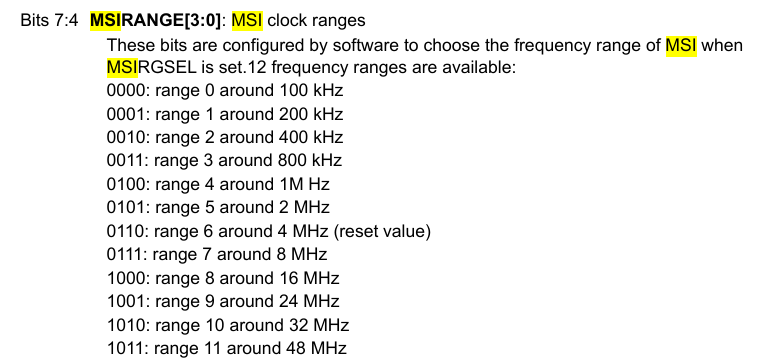 Bits 7:4 MSIRANGE[3:0]: MSI clock ranges
These bits are configured by software to choose the frequency range of MSI when
MSIRGSEL is set.12 frequency ranges are available:
0000: range 0 around 100 kHz
0001: range 1 around 200 kHz
0010: range 2 around 400 kHz
0011: range 3 around 800 kHz
0100: range 4 around 1M Hz
0101: range 5 around 2 MHz
0110: range 6 around 4 MHz (reset value)
0111: range 7 around 8 MHz
1000: range 8 around 16 MHz
1001: range 9 around 24 MHz
1010: range 10 around 32 MHz
1011: range 11 around 48 MHz